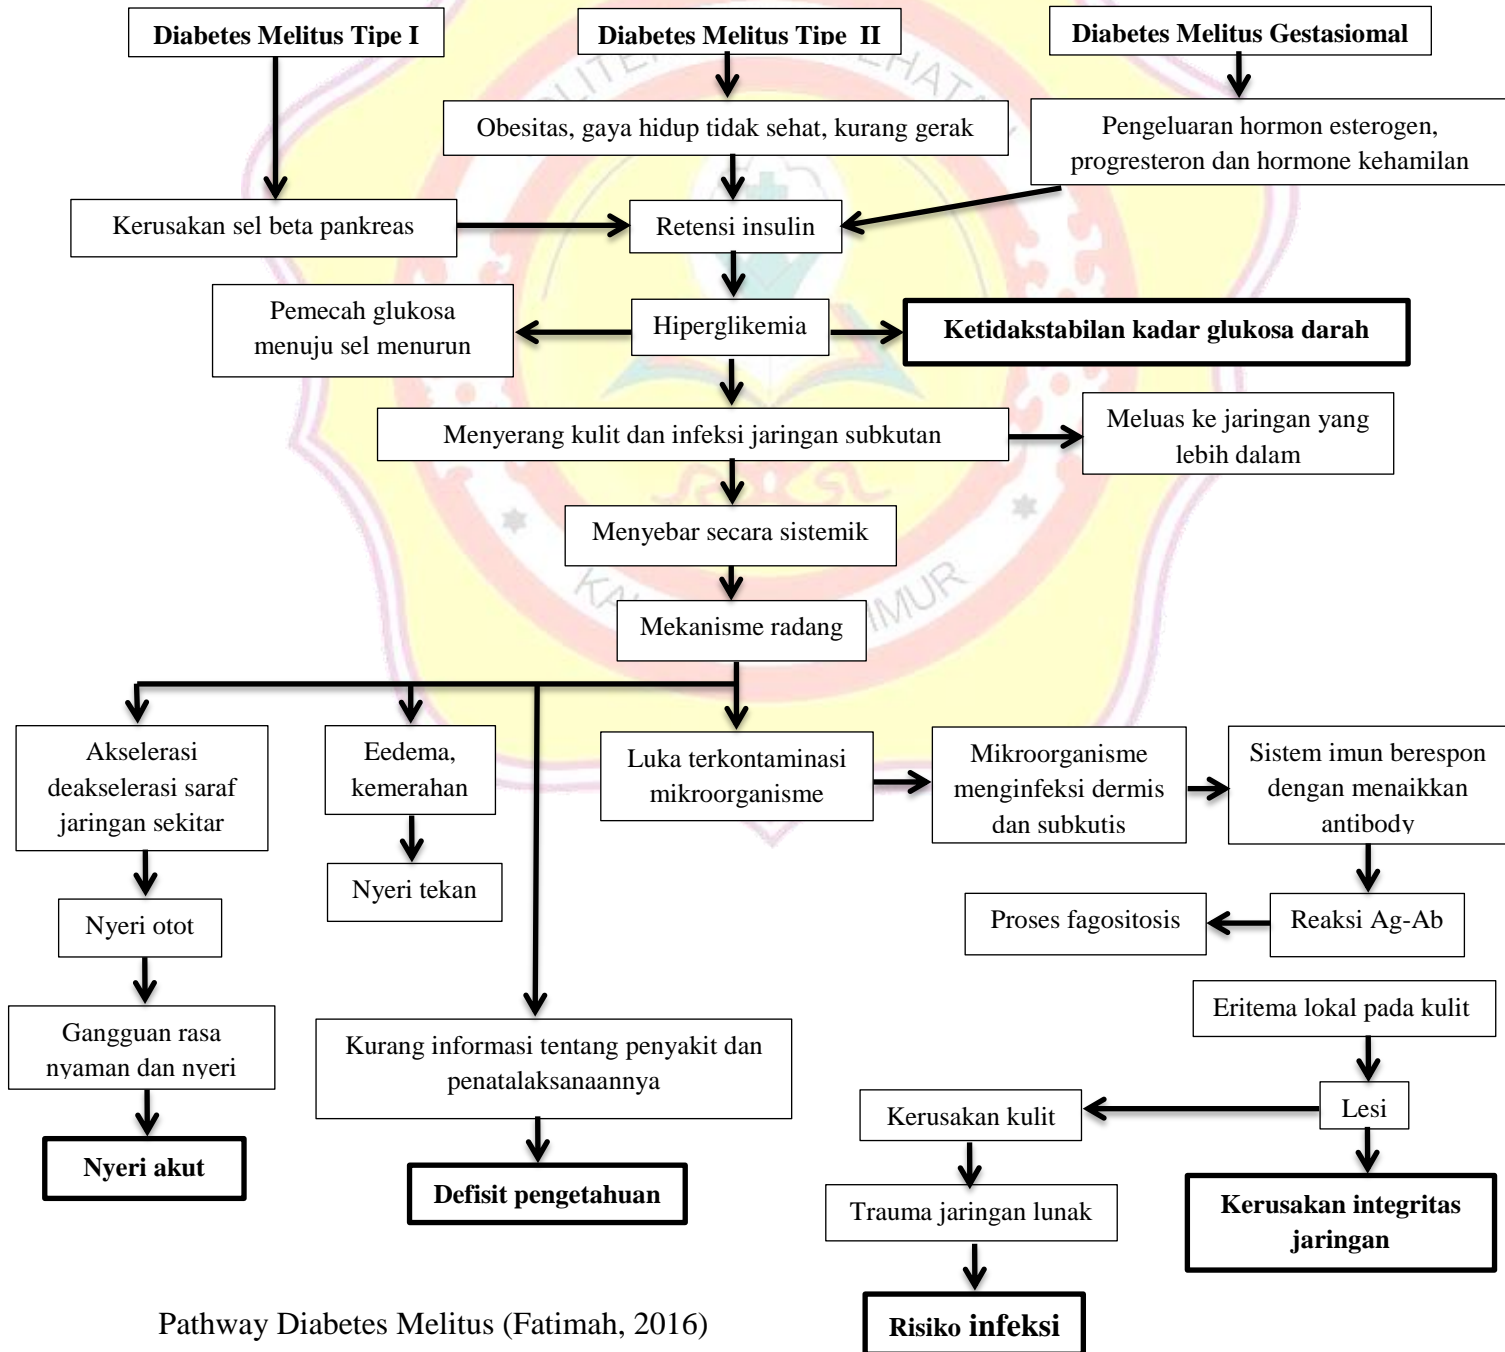 Diabetes Melitus Tipe I
Diabetes Melitus Tipe II
Diabetes Melitus Gestasiomal
Obesitas, gaya hidup tidak sehat, kurang gerak
Pengeluaran hormon esterogen,
progresteron dan hormone kehamilan
Kerusakan sel beta pankreas
Retensi insulin
Pemecah glukosa
menuju sel menurun
Hiperglikemia
Ketidakstabilan kadar glukosa darah
Menyerang kulit dan infeksi jaringan subkutan
Meluas ke jaringan yang
lebih dalam
Menyebar secara sistemik
Mekanisme radang
Akselerasi
deakselerasi saraf
jaringan sekitar
Eedema,
kemerahan
Luka terkontaminasi
mikroorganisme
Mikroorganisme
menginfeksi dermis
dan subkutis
Sistem imun berespon
dengan menaikkan
antibody
Nyeri tekan
Nyeri otot
Proses fagositosis
Reaksi Ag-Ab
Gangguan rasa
nyaman dan nyeri
Kurang informasi tentang penyakit dan
penatalaksanaannya
Eritema lokal pada kulit
Kerusakan kulit
Lesi
Nyeri akut
Defisit pengetahuan
Trauma jaringan lunak
Kerusakan integritas
jaringan
Risiko infeksi
Pathway Diabetes Melitus (Fatimah, 2016)